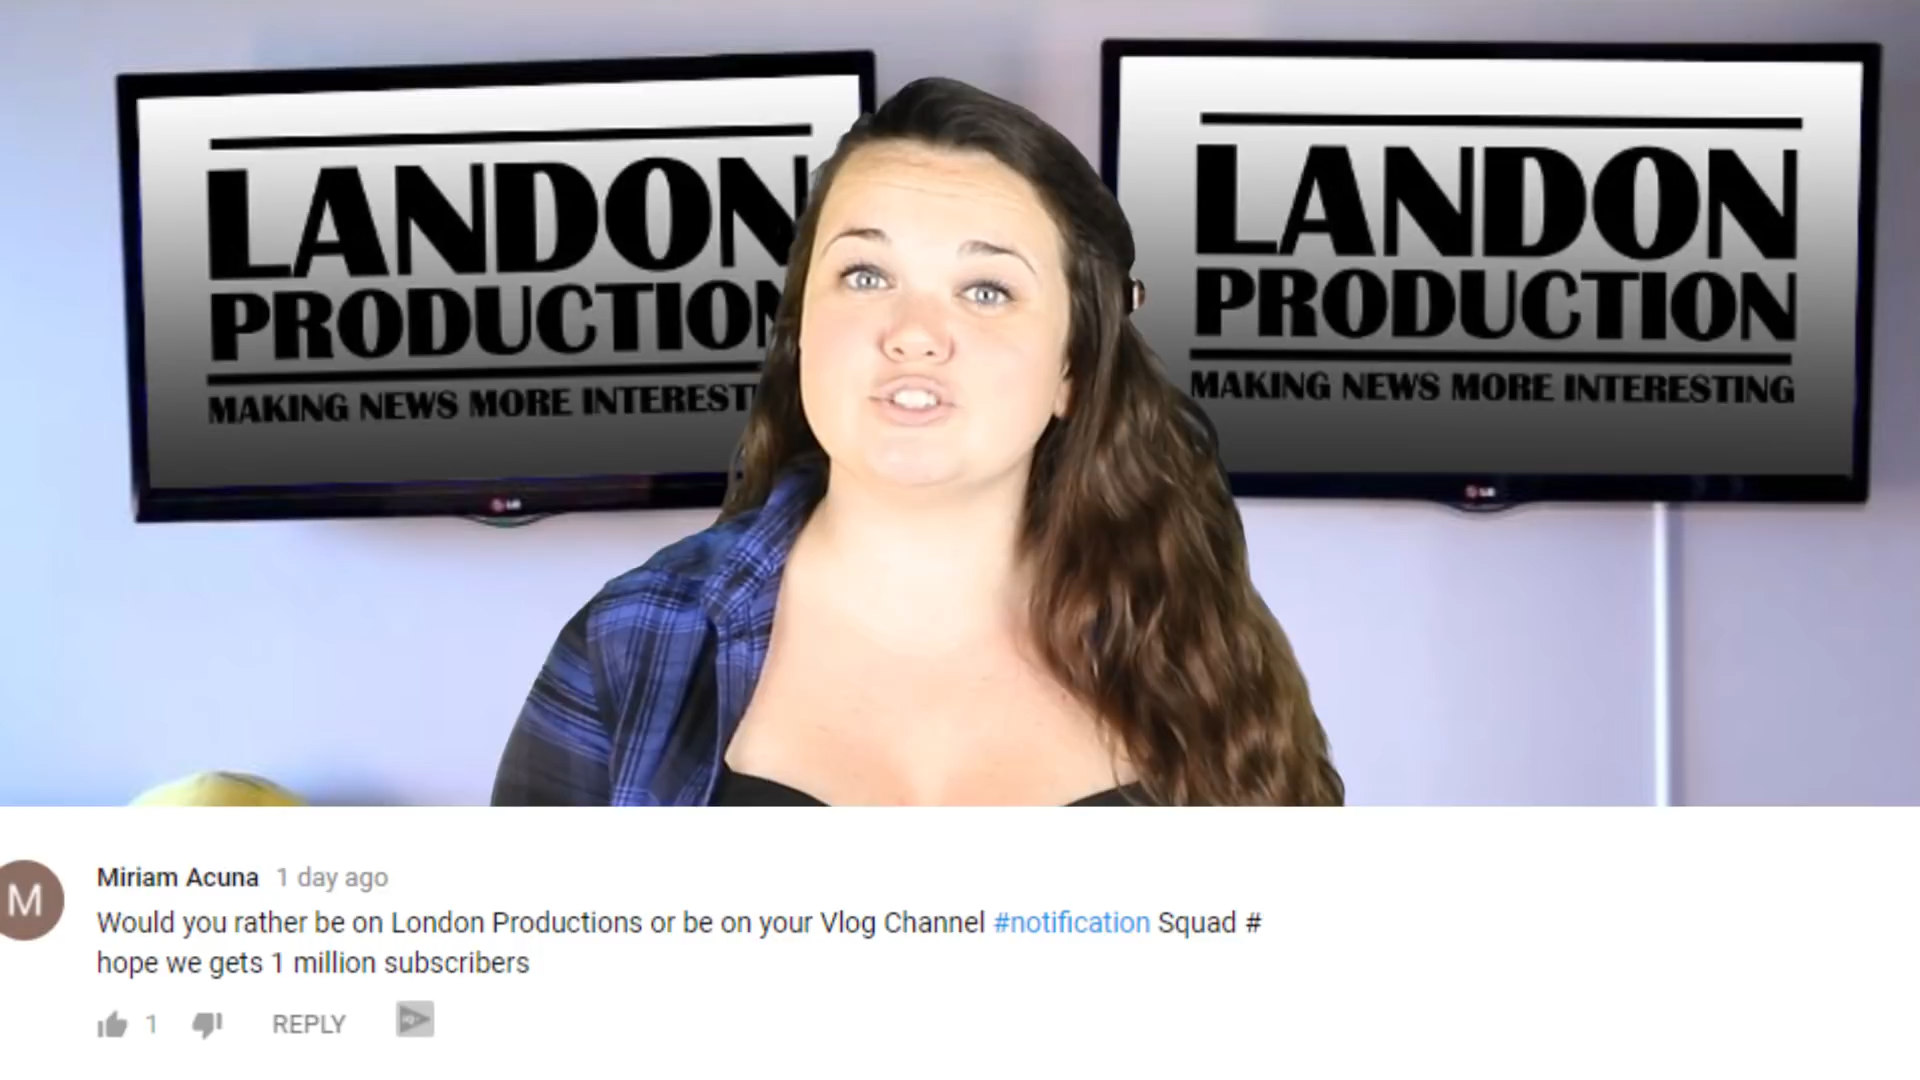 LANDON
PRODUCTION
MAKING NEWS MORE INTEREST
LANDON
PRODUCTION
MAKING NEWS MORE INTERESTING
LG
LG
M
Miriam Acuna 1 day ago
Would you rather be on London Productions or be on your Vlog Channel #notification Squad #
hope we gets 1 million subscribers
1
REPLY